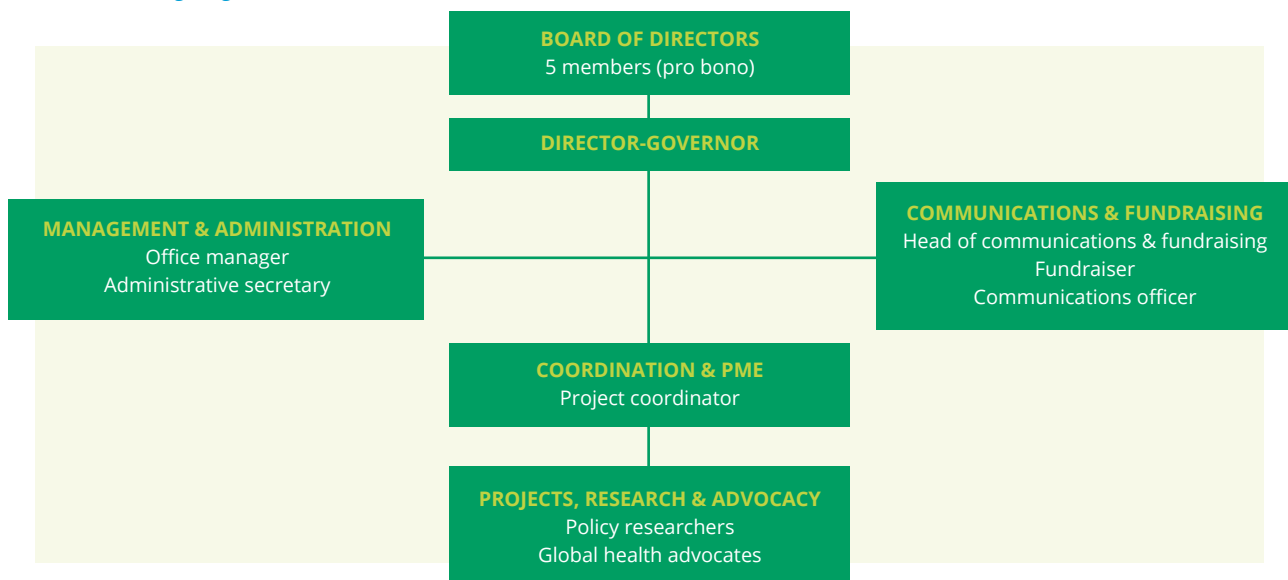 BOARD OF DIRECTORS
5 members (pro bono)
DIRECTOR-GOVERNOR
MANAGEMENT & ADMINISTRATION
Office manager
Administrative secretary
COMMUNICATIONS & FUNDRAISING
Head of communications & fundraising
Fundraiser
Communications officer
COORDINATION & PME
Project coordinator
PROJECTS, RESEARCH & ADVOCACY
Policy researchers
Global health advocates